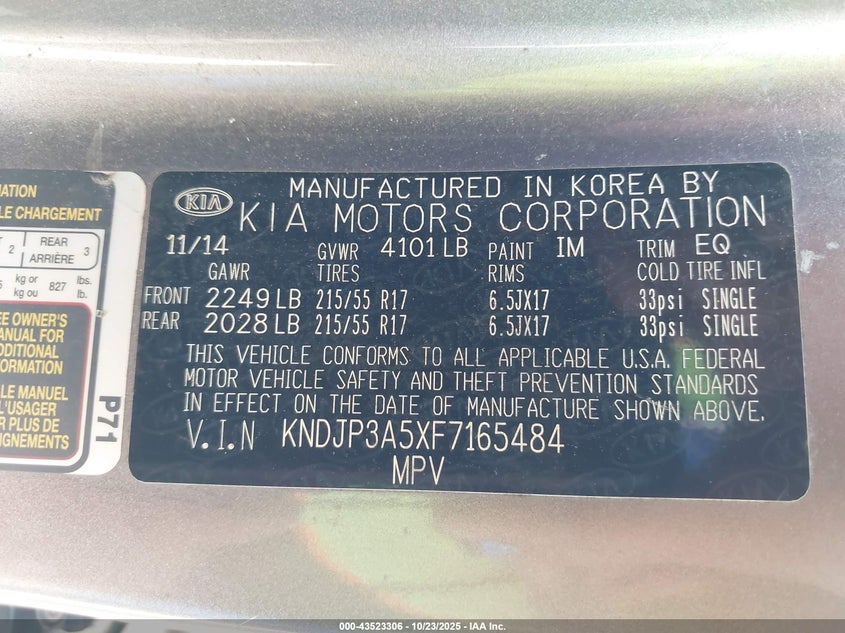 MATION
LE CHARGEMENT
2 REAR 3
ARRIÈRE
kg or 827 lbs.
kg ou lb.
EE OWNER'S
MANUAL FOR
ADDITIONAL
FORMATION
LE MANUEL
L'USAGER
R PLUS DE
EIGNEMENTS
P71
KIA
MANUFACTURED IN KOREA BY
KIA MOTORS CORPORATION
11/14 GVWR 4101 LB PAINT IM TRIM EQ
GAWR TIRES RIMS COLD TIRE INFL
FRONT 2249 LB 215/55 R17 6.5JX17 33psi SINGLE
REAR 2028 LB 215/55 R17 6.5JX17 33psi SINGLE
THIS VEHICLE CONFORMS TO ALL APPLICABLE U.S.A. FEDERAL
MOTOR VEHICLE SAFETY AND THEFT PREVENTION STANDARDS
IN EFFECT ON THE DATE OF MANUFACTURE SHOWN ABOVE.
V.I.N KNDJP3A5XF7165484
MPV
000-43523306 - 10/23/2025 - IAA Inc.